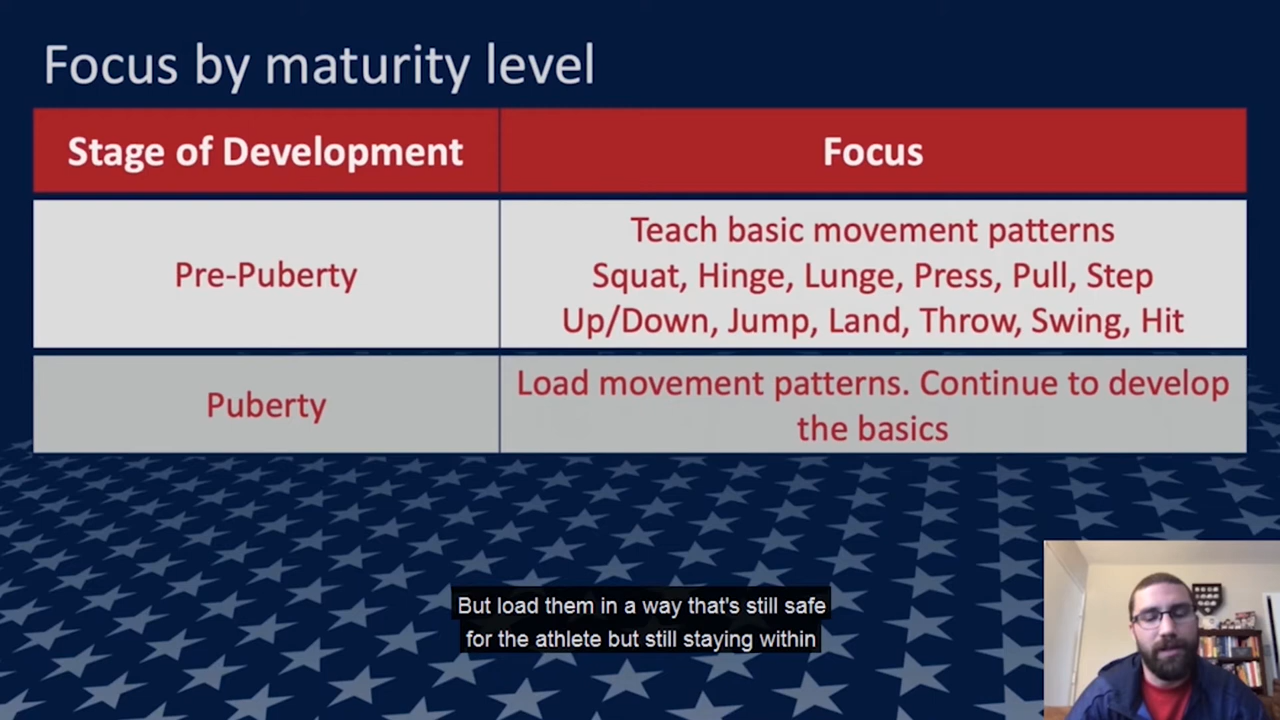 Focus by maturity level
Stage of Development
Focus
Pre-Puberty
Teach basic movement patterns
Squat, Hinge, Lunge, Press, Pull, Step
Up/Down, Jump, Land, Throw, Swing, Hit
Puberty
Load movement patterns. Continue to develop
the basics
But load them in a way that's still safe
for the athlete but still staying within